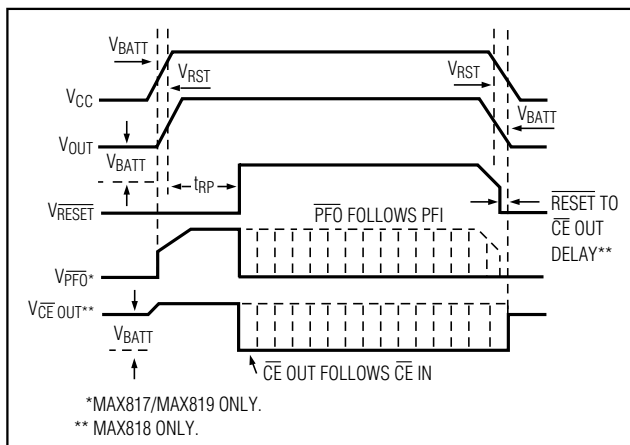 VBATT
VRST
VRST
VCC
VBATT
VOUT
VBATT
tRP
VRESET
PFO FOLLOWS PFI
RESET TO
CE OUT
DELAY**
VPFO*
VCE OUT**
VBATT
CE OUT FOLLOWS CE IN
*MAX817/MAX819 ONLY.
** MAX818 ONLY.